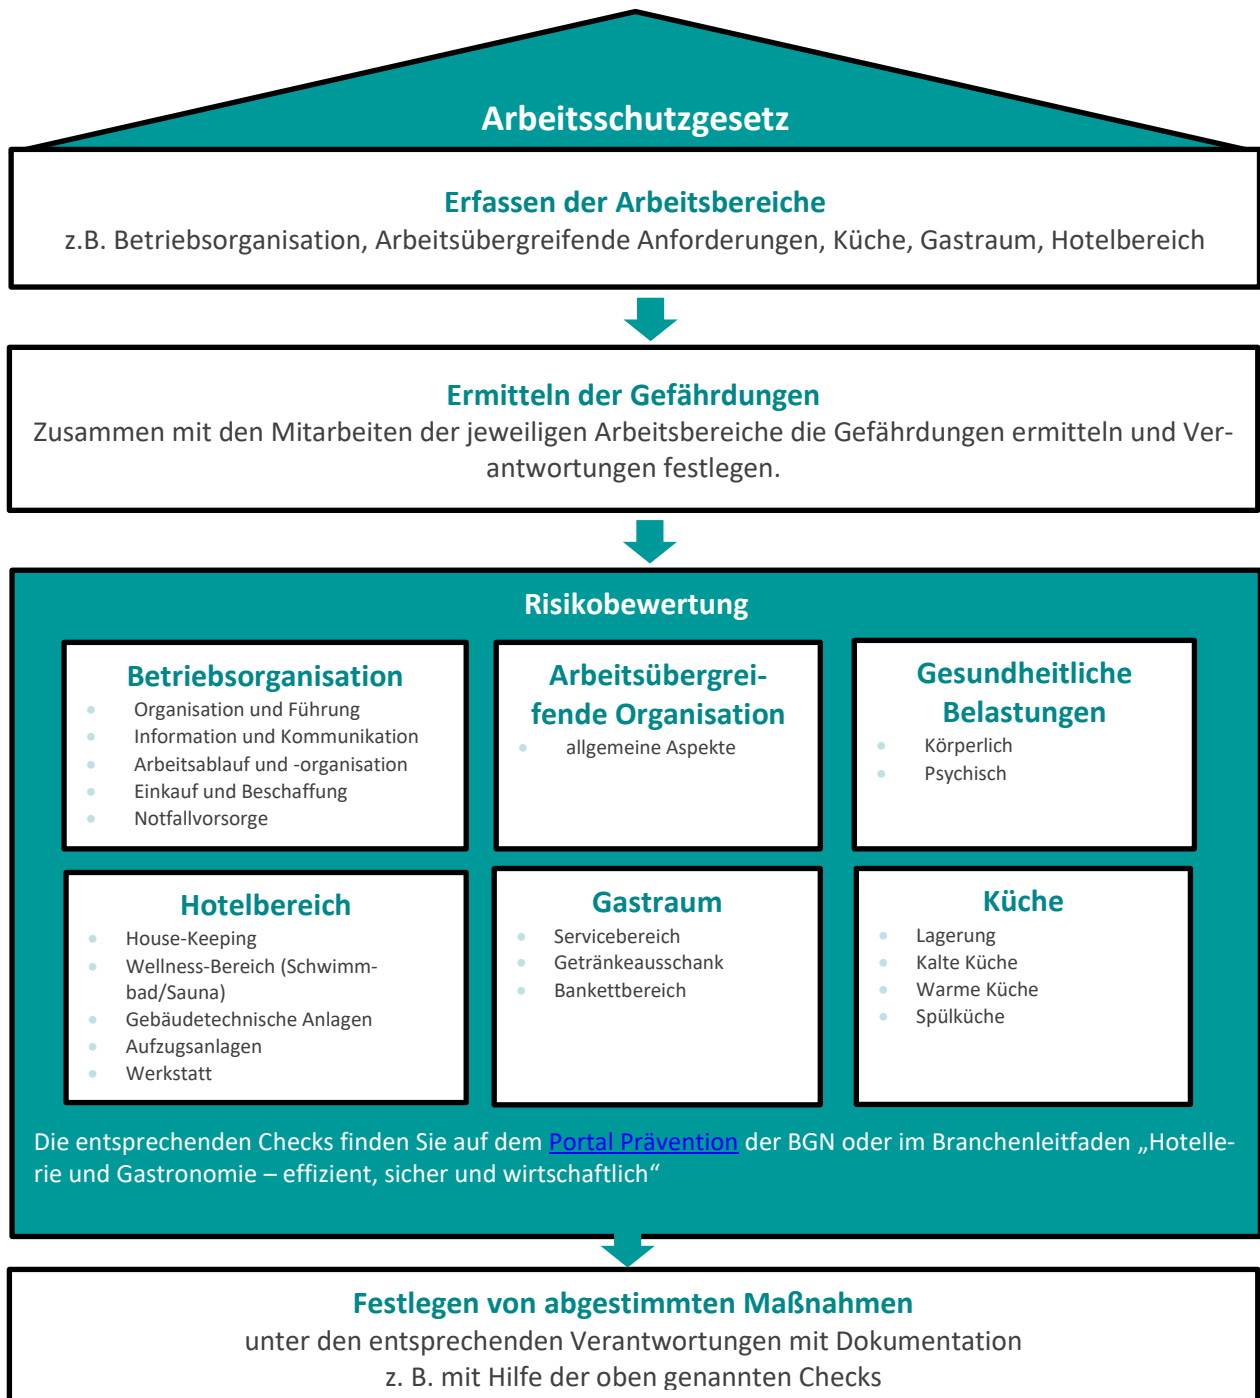 Arbeitsschutzgesetz
Erfassen der Arbeitsbereiche
z.B. Betriebsorganisation, Arbeitsübergreifende Anforderungen, Küche, Gastraum, Hotelbereich
Ermitteln der Gefährdungen
Zusammen mit den Mitarbeiten der jeweiligen Arbeitsbereiche die Gefährdungen ermitteln und Ver-
antwortungen festlegen.
Risikobewertung
Betriebsorganisation
• Organisation und Führung
• Information und Kommunikation
• Arbeitsablauf und -organisation
• Einkauf und Beschaffung
• Notfallvorsorge
Arbeitsübergrei-
fende Organisation
• allgemeine Aspekte
Gesundheitliche
Belastungen
• Körperlich
• Psychisch
Hotelbereich
• House-Keeping
• Wellness-Bereich (Schwimm-
bad/Sauna)
• Gebäudetechnische Anlagen
• Aufzugsanlagen
• Werkstatt
Gastraum
• Servicebereich
• Getränkeausschank
• Bankettbereich
Küche
• Lagerung
• Kalte Küche
• Warme Küche
• Spülküche
Die entsprechenden Checks finden Sie auf dem Portal Prävention der BGN oder im Branchenleitfaden „Hotelle-
rie und Gastronomie – effizient, sicher und wirtschaftlich“
Festlegen von abgestimmten Maßnahmen
unter den entsprechenden Verantwortungen mit Dokumentation
z. B. mit Hilfe der oben genannten Checks